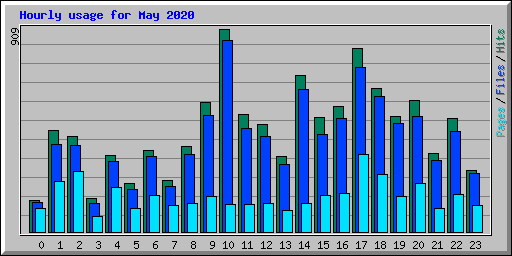 Hourly usage for May 2020
909
Pages/Files/Hits
0 1 2 3 4 5 6 7 8 9 10 11 12 13 14 15 16 17 18 19 20 21 22 23